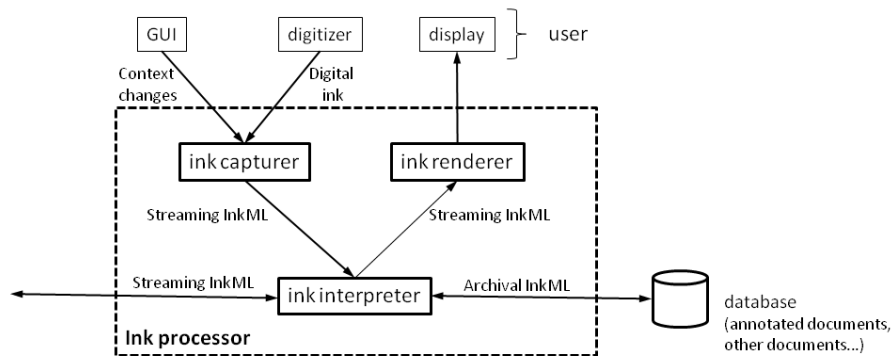 GUI
digitizer
display
user
Context
changes
Digital
ink
ink capturer
ink renderer
Streaming InkML
Streaming InkML
Streaming InkML
ink interpreter
Archival InkML
database
(annotated documents,
other documents...)
Ink processor